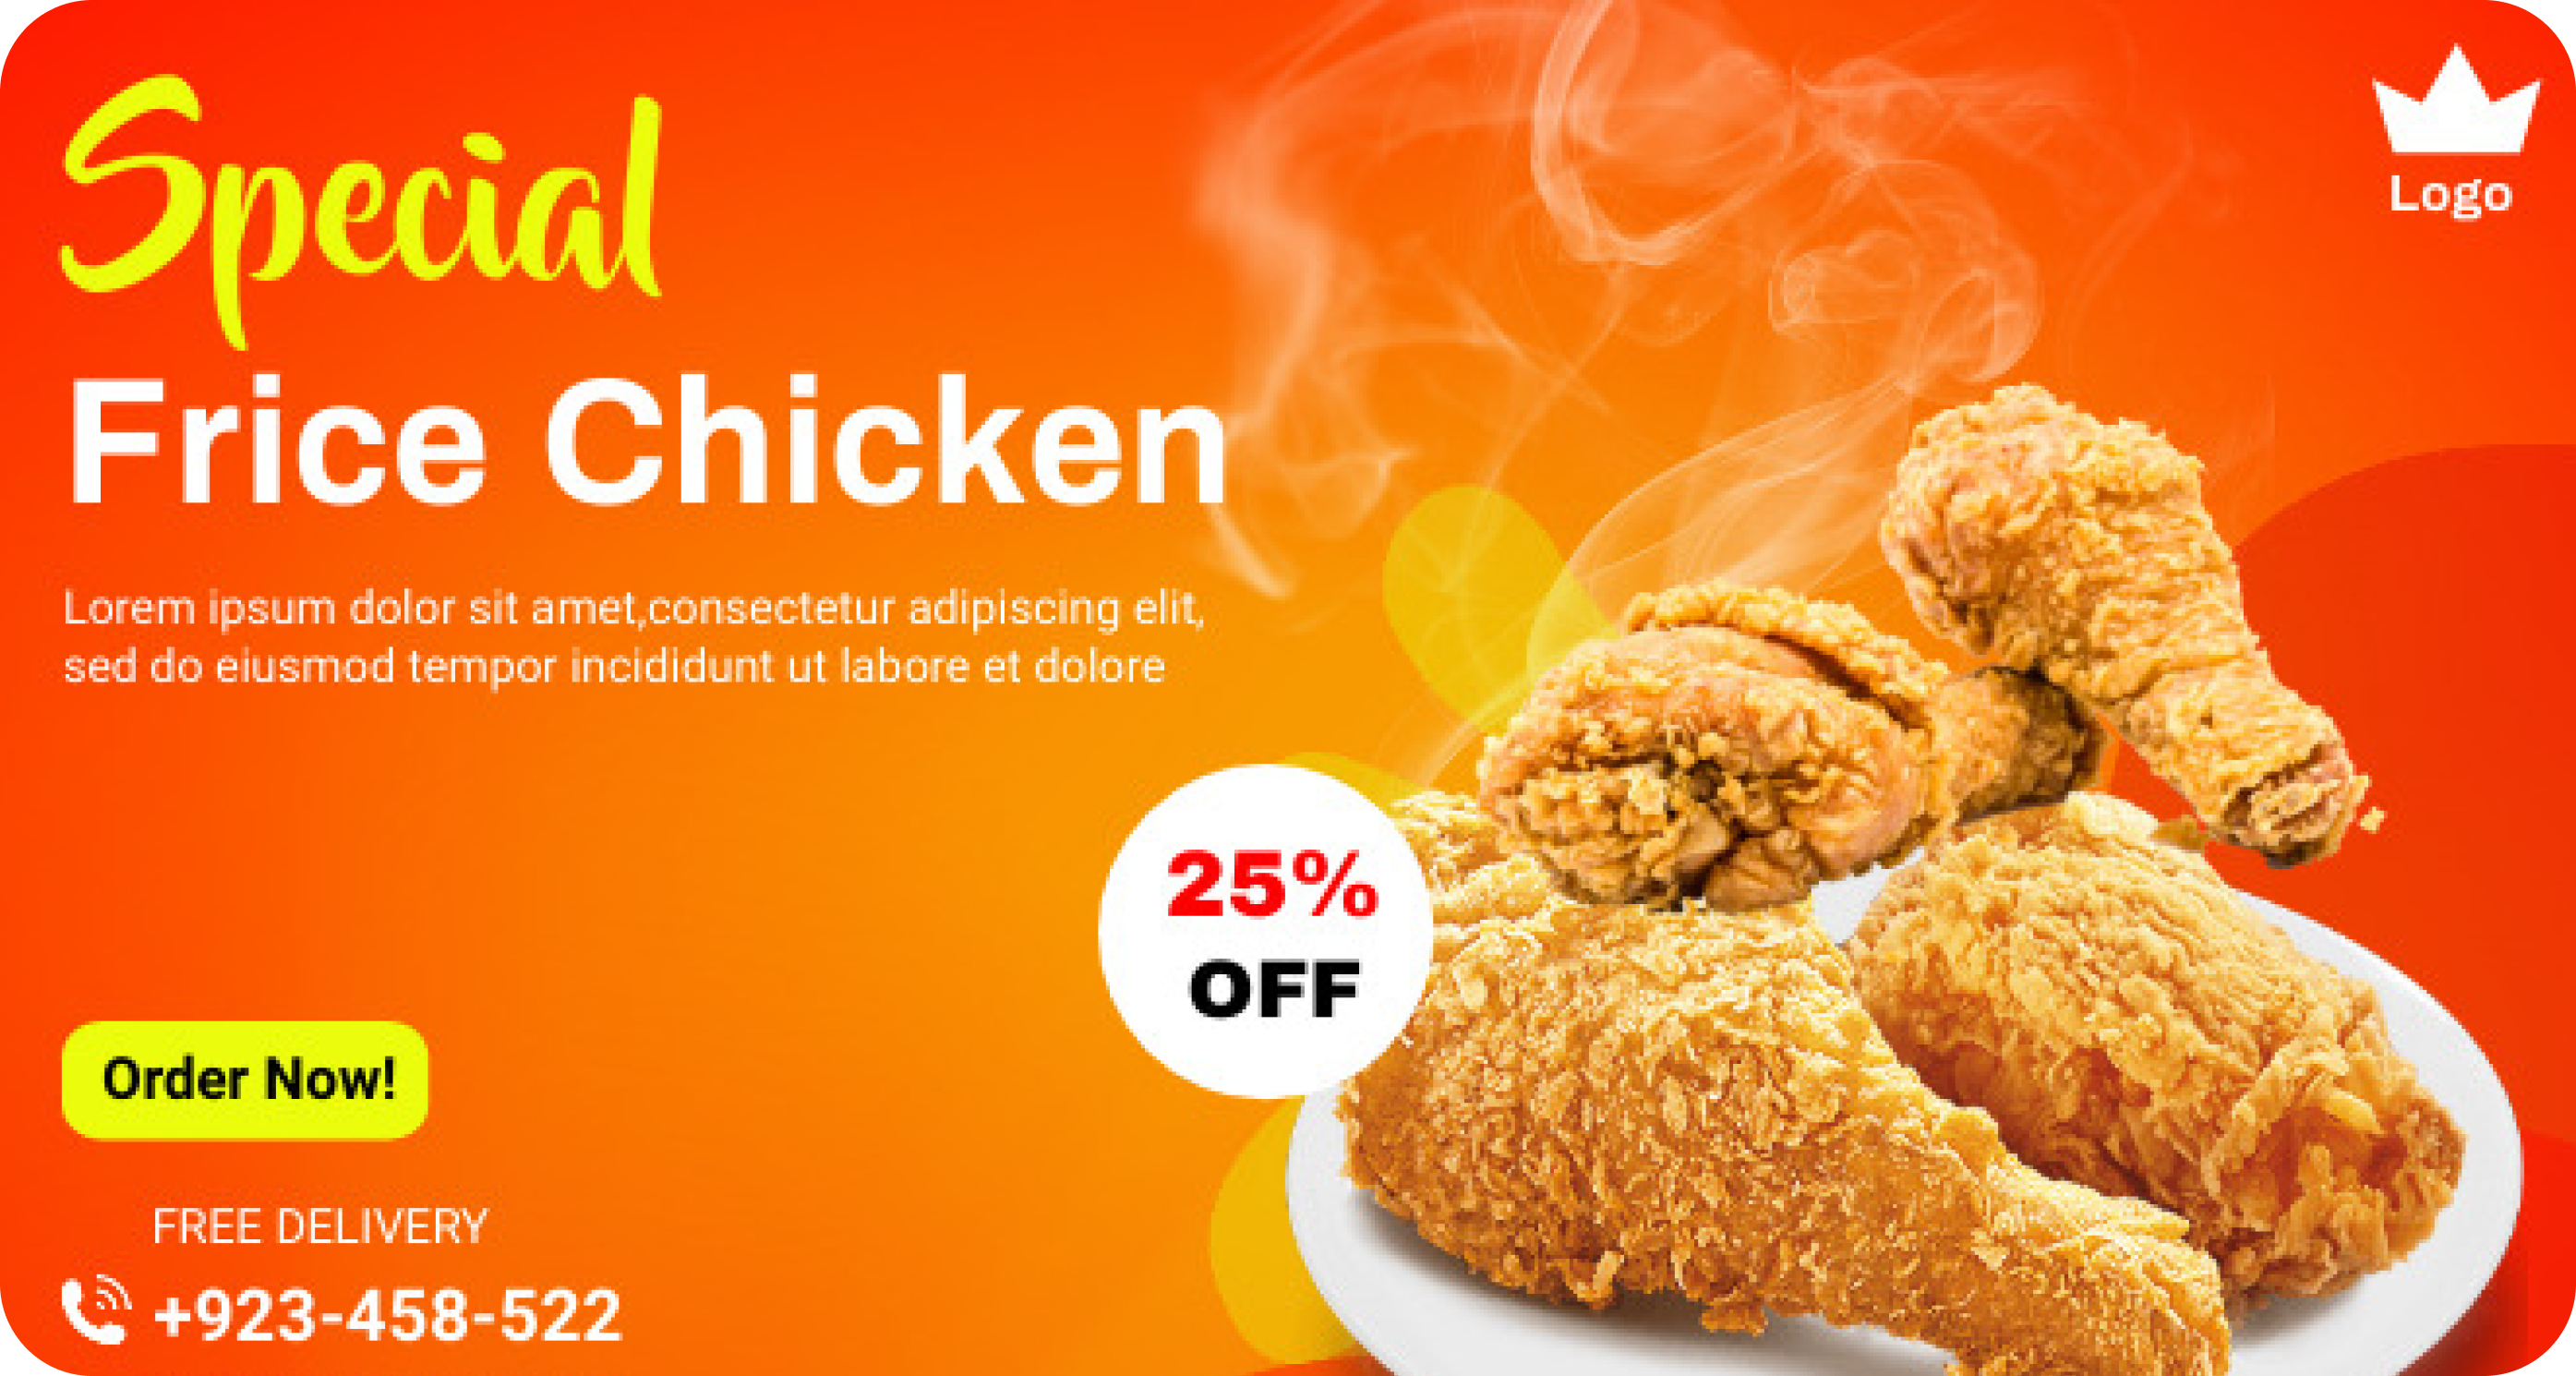 Special
Frice Chicken
Lorem ipsum dolor sit amet,consectetur adipiscing elit,
sed do eiusmod tempor incididunt ut labore et dolore
25%
OFF
Order Now!
FREE DELIVERY
+923-458-522
Logo